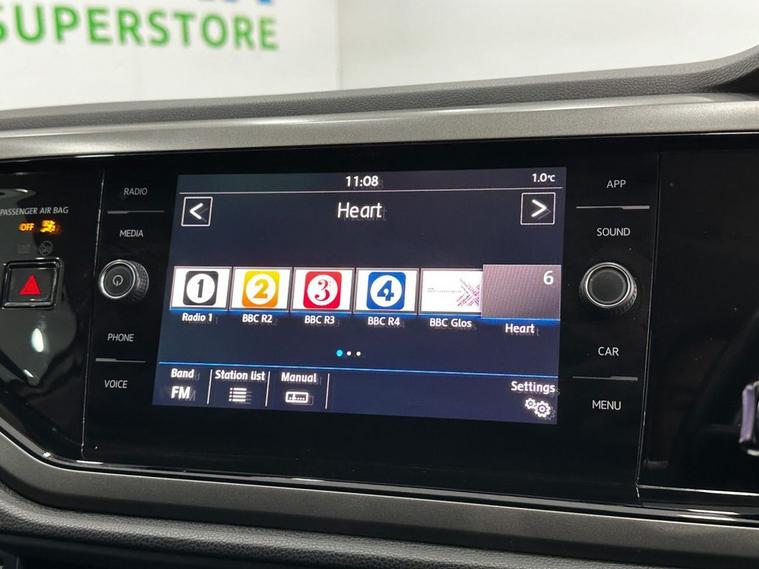 SUPERSTORE
11:08
1.0°C
< Heart >
1 2 3 4 6
Radio 1 BBC R2 BBC R3 BBC R4 BBC Glos Heart
Band Station list Manual Settings
FM
PASSENGER AIR BAG
OFF
RADIO
MEDIA
PHONE
VOICE
APP
SOUND
CAR
MENU